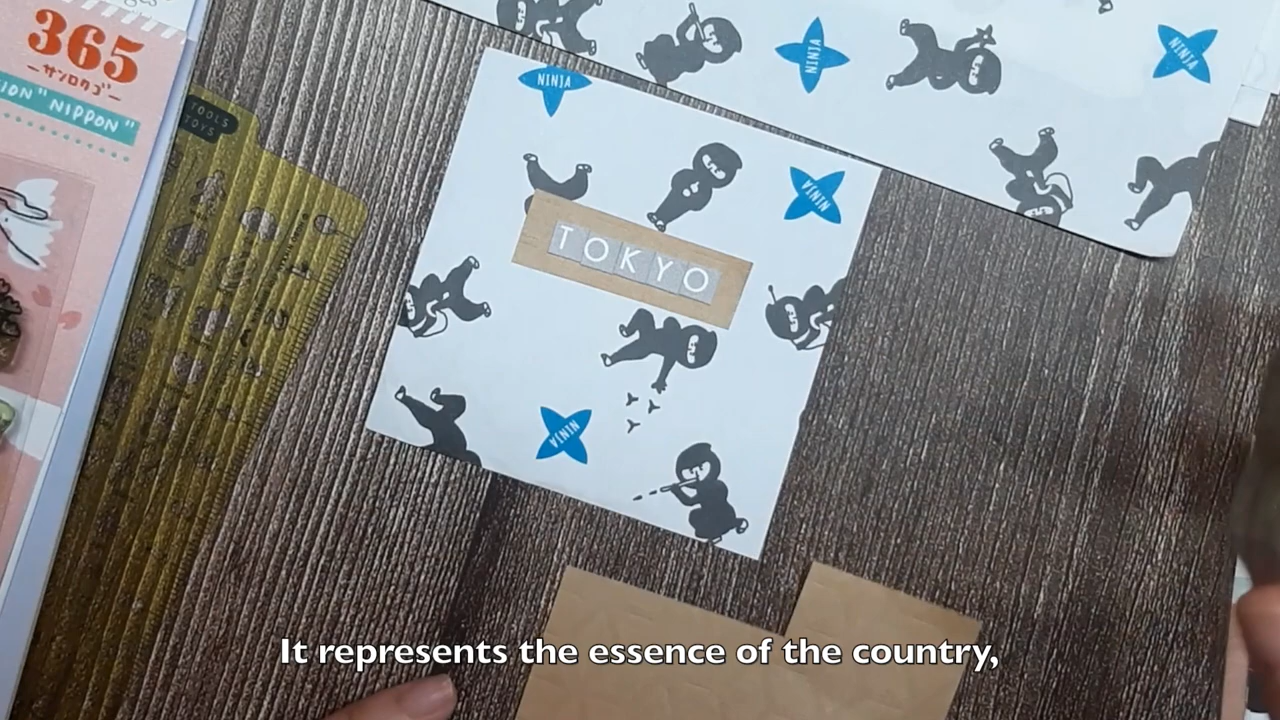 365
ーサンロクゴー
ION" NIPPON"
TOOLS
TOYS
NINJA
NINJA
NINJA
NINJA
TOKYO
NINJA
It represents the essence of the country,